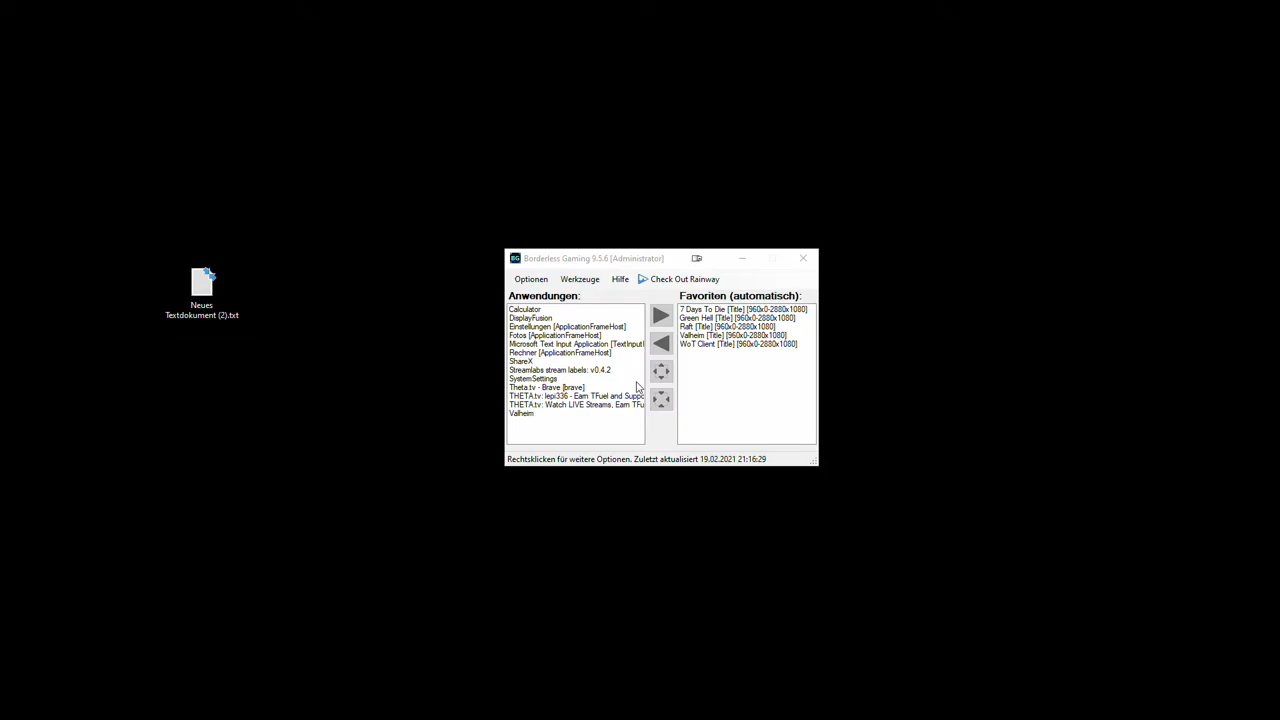 Neues
Textdokument (2).txt
BG Borderless Gaming 9.5.6 [Administrator]
Optionen Werkzeuge Hilfe Check Out Rainway
Anwendungen:
Calculator
DisplayFusion
Einstellungen [ApplicationFrameHost]
Fotos [ApplicationFrameHost]
Microsoft Text Input Application [TextInputH
Rechner [ApplicationFrameHost]
ShareX
Streamlabs stream labels: v0.4.2
SystemSettings
Theta.tv - Brave [brave]
THETA.tv: lepi336 - Earn TFuel and Suppo
THETA.tv: Watch LIVE Streams, Earn TFu
Valheim
Favoriten (automatisch):
7 Days To Die [Title] [960x0-2880x1080]
Green Hell [Title] [960x0-2880x1080]
Raft [Title] [960x0-2880x1080]
Valheim [Title] [960x0-2880x1080]
WoT Client [Title] [960x0-2880x1080]
Rechtsklicken für weitere Optionen. Zuletzt aktualisiert 19.02.2021 21:16:29